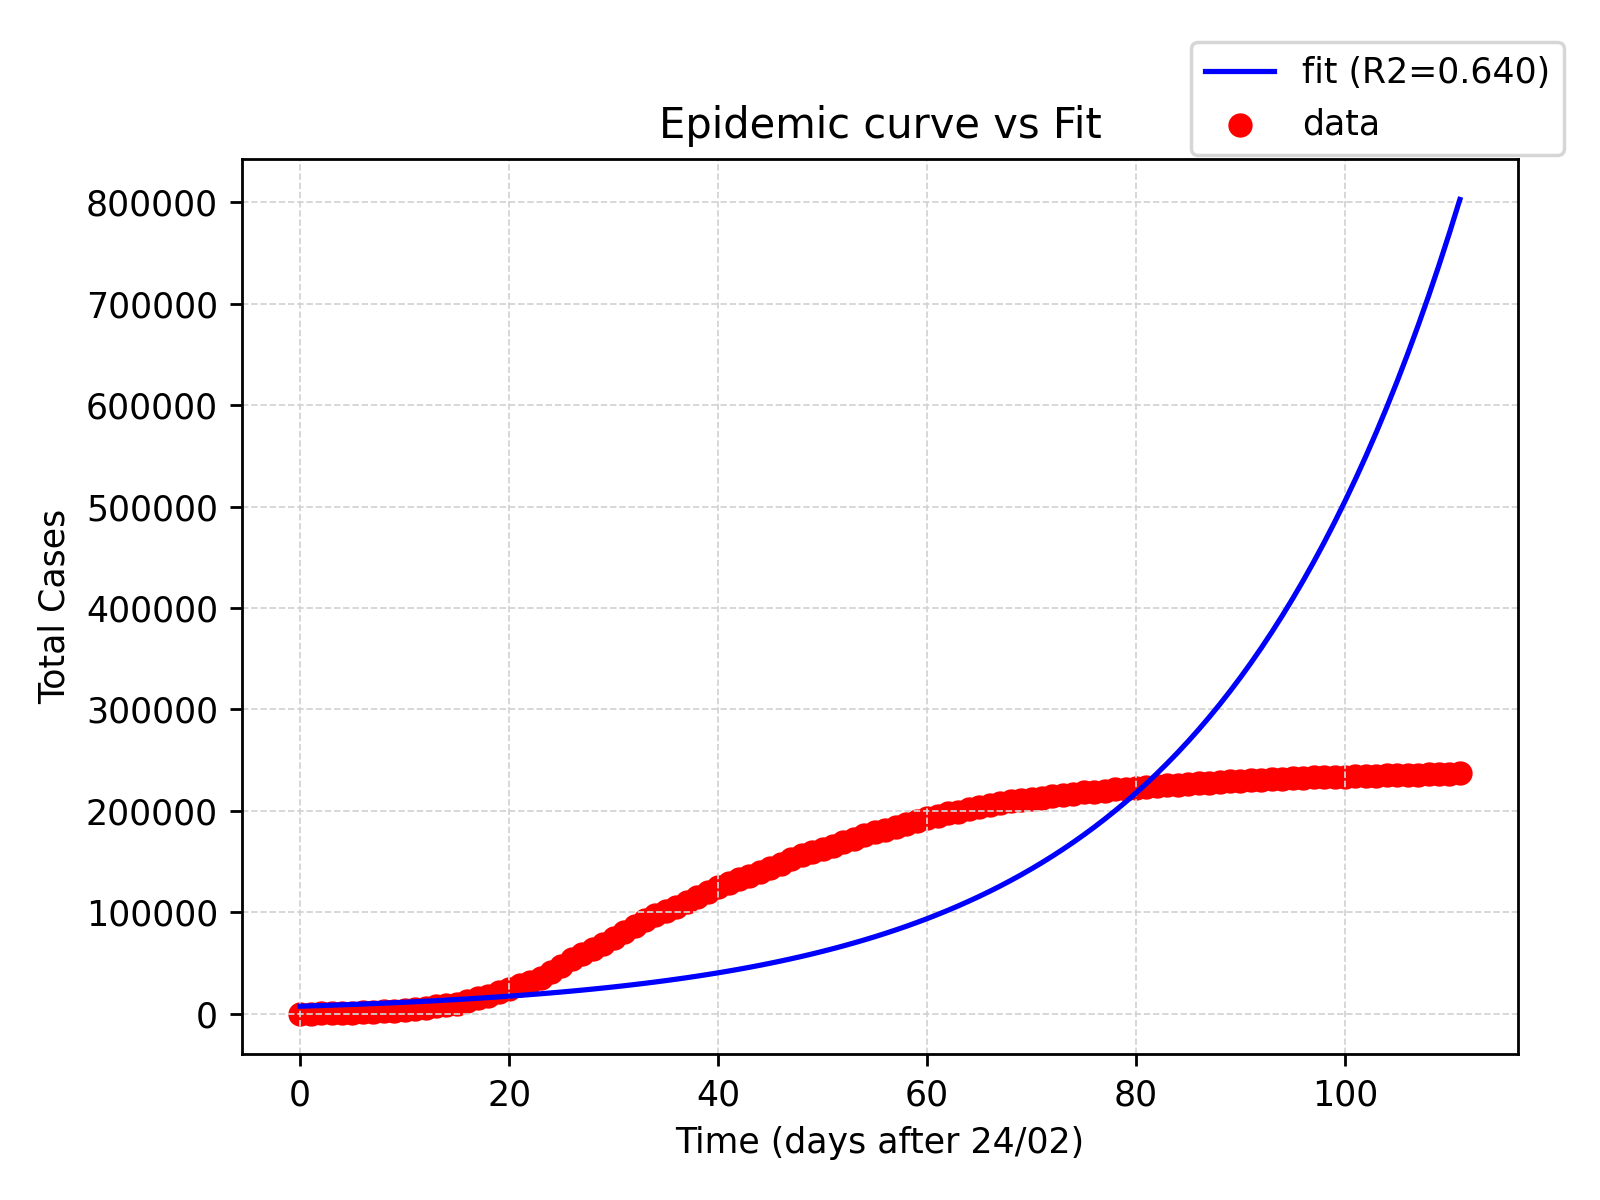 fit (R2=0.640)
data
Epidemic curve vs Fit
800000
700000
600000
500000
400000
300000
200000
100000
0
Total Cases
0 20 40 60 80 100
Time (days after 24/02)